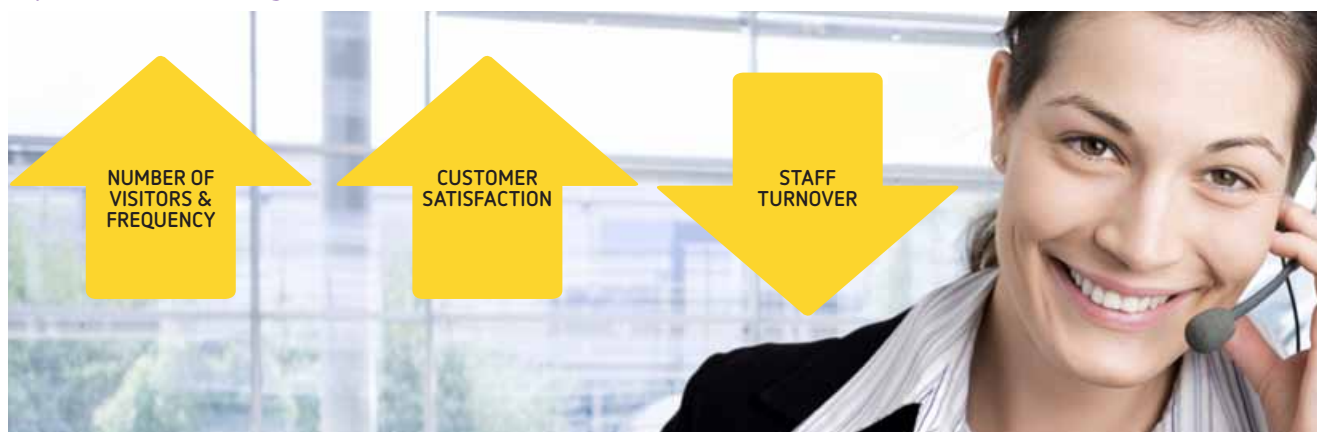 NUMBER OF
VISITORS &
FREQUENCY
CUSTOMER
SATISFACTION
STAFF
TURNOVER